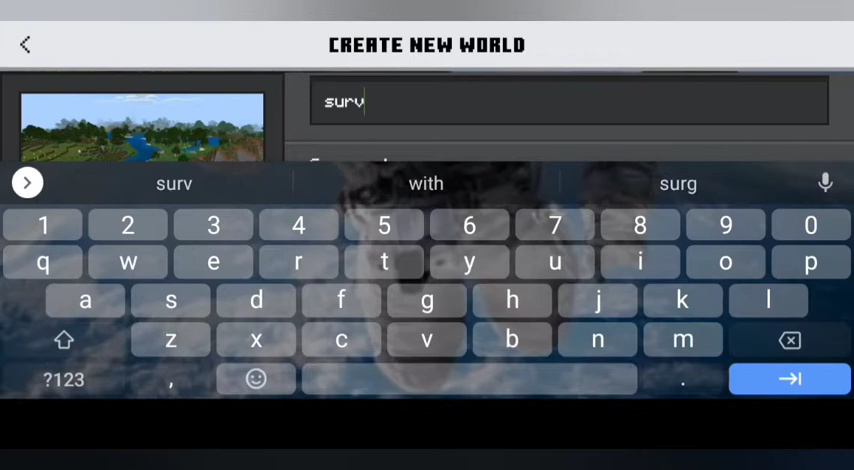 CREATE NEW WORLD
surv
surv with surg
1 2 3 4 5 6 7 8 9 0
q w e r t y u i o p
a s d f g h j k l
z x c v b n m
?123 , .